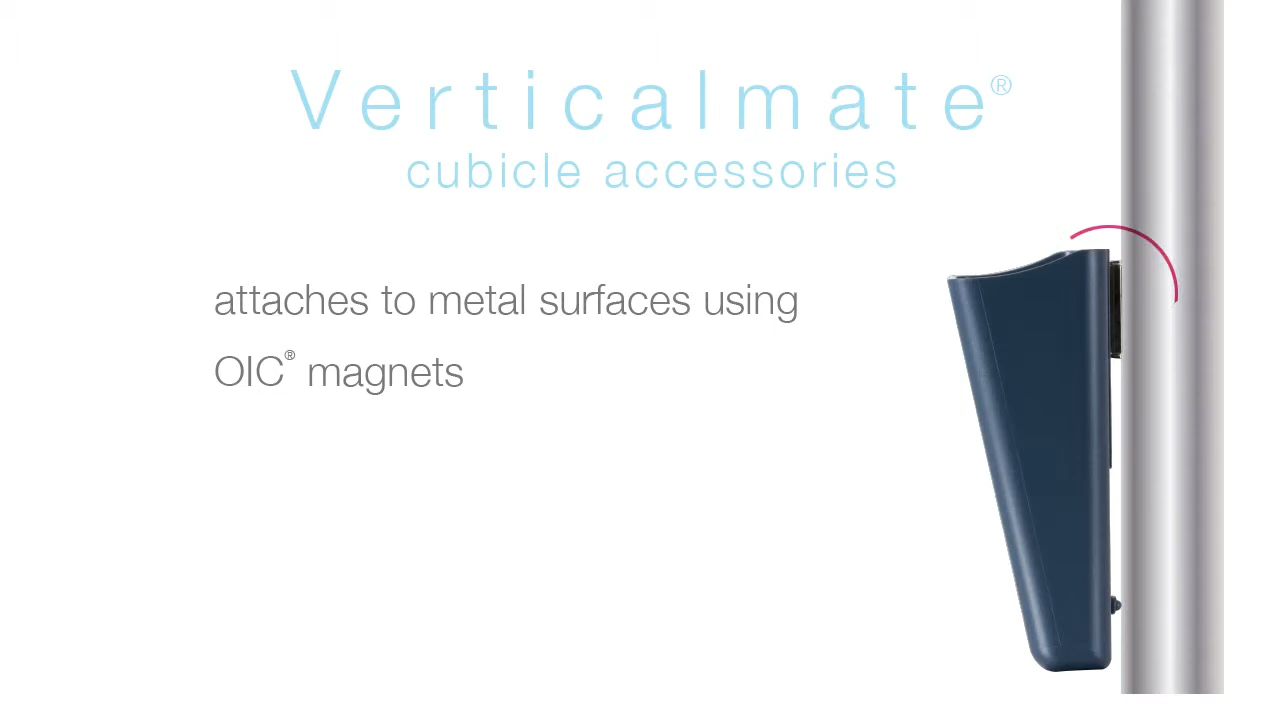 Verticalmate®
cubicle accessories
attaches to metal surfaces using
OIC® magnets